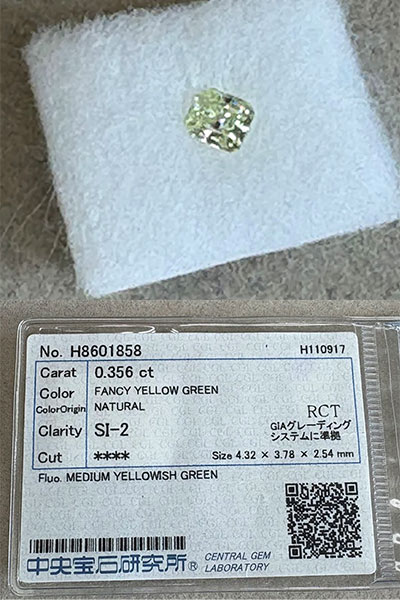 No. H8601858 H110917
Carat 0.356 ct
Color FANCY YELLOW GREEN
ColorOrigin NATURAL
RCT
Clarity SI-2
GIAグレーディング
システムに準拠
Cut **** Size 4.32 × 3.78 × 2.54 mm
Fluo. MEDIUM YELLOWISH GREEN
中央宝石研究所® CENTRAL GEM
LABORATORY